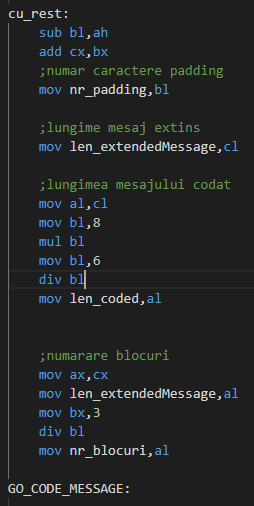 cu_rest:
sub bl,ah
add cx,bx
;numar caractere padding
mov nr_padding,bl
;lungime mesaj extins
mov len_extendedMessage,cl
;lungimea mesajului codat
mov al,cl
mov bl,8
mul bl
mov bl,6
div bl
mov len_coded,al
;numarare blocuri
mov ax,cx
mov len_extendedMessage,al
mov bx,3
div bl
mov nr_blocuri,al
GO_CODE_MESSAGE: